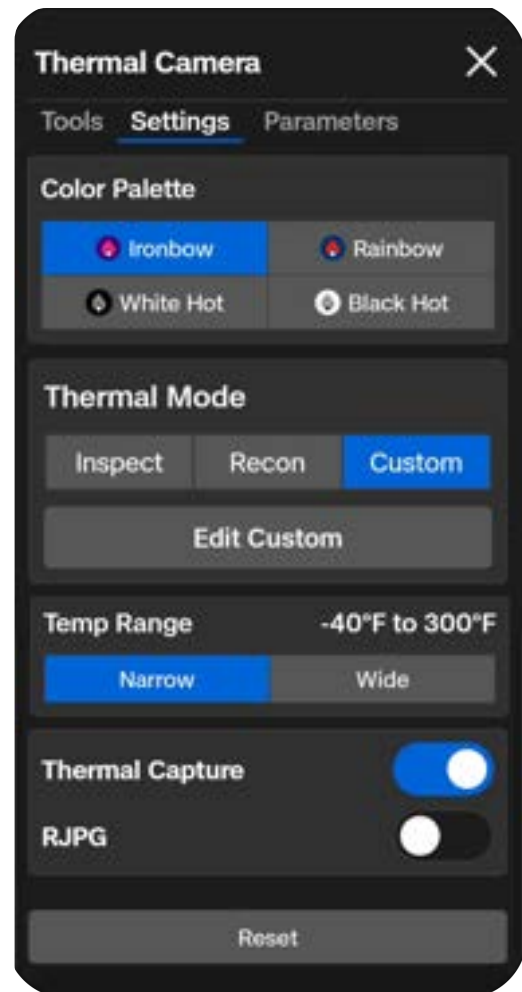 Thermal Camera
Tools Settings Parameters
Color Palette
Ironbow Rainbow
White Hot Black Hot
Thermal Mode
Inspect Recon Custom
Edit Custom
Temp Range -40°F to 300°F
Narrow Wide
Thermal Capture
RJPG
Reset